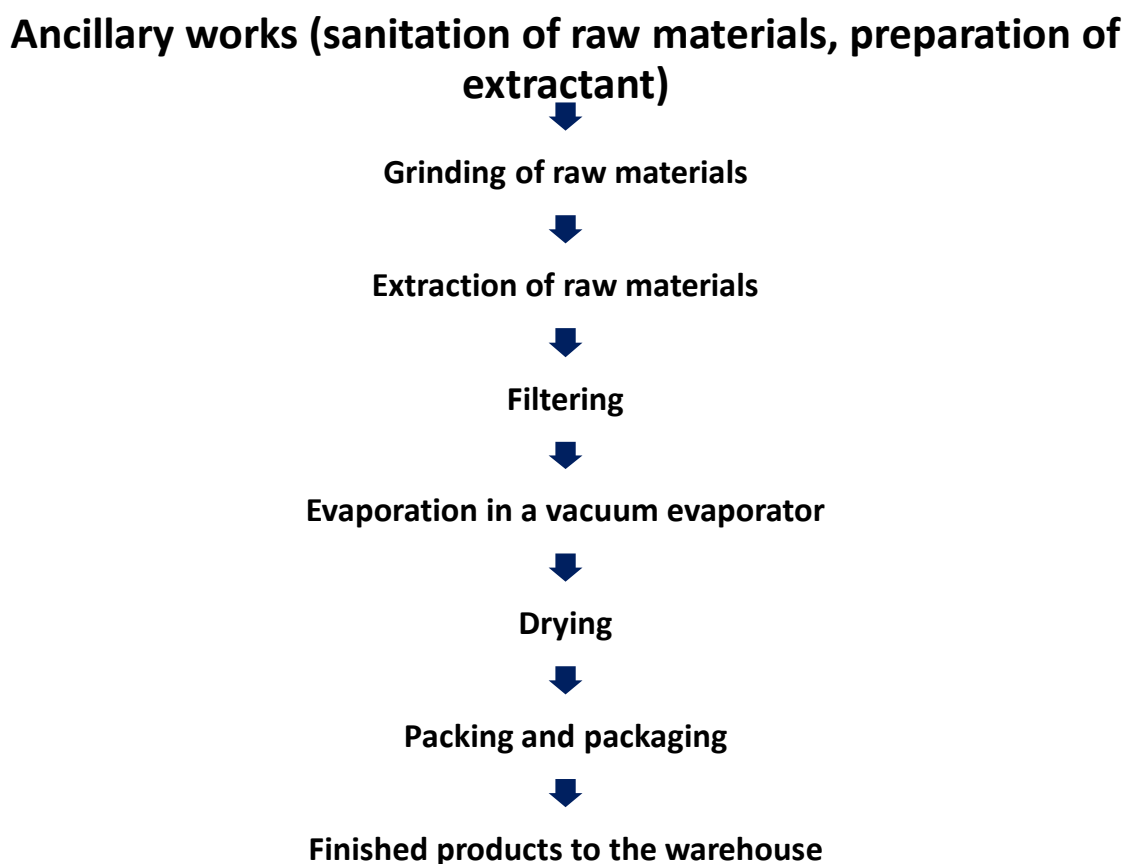 Ancillary works (sanitation of raw materials, preparation of
extractant)
Grinding of raw materials
Extraction of raw materials
Filtering
Evaporation in a vacuum evaporator
Drying
Packing and packaging
Finished products to the warehouse